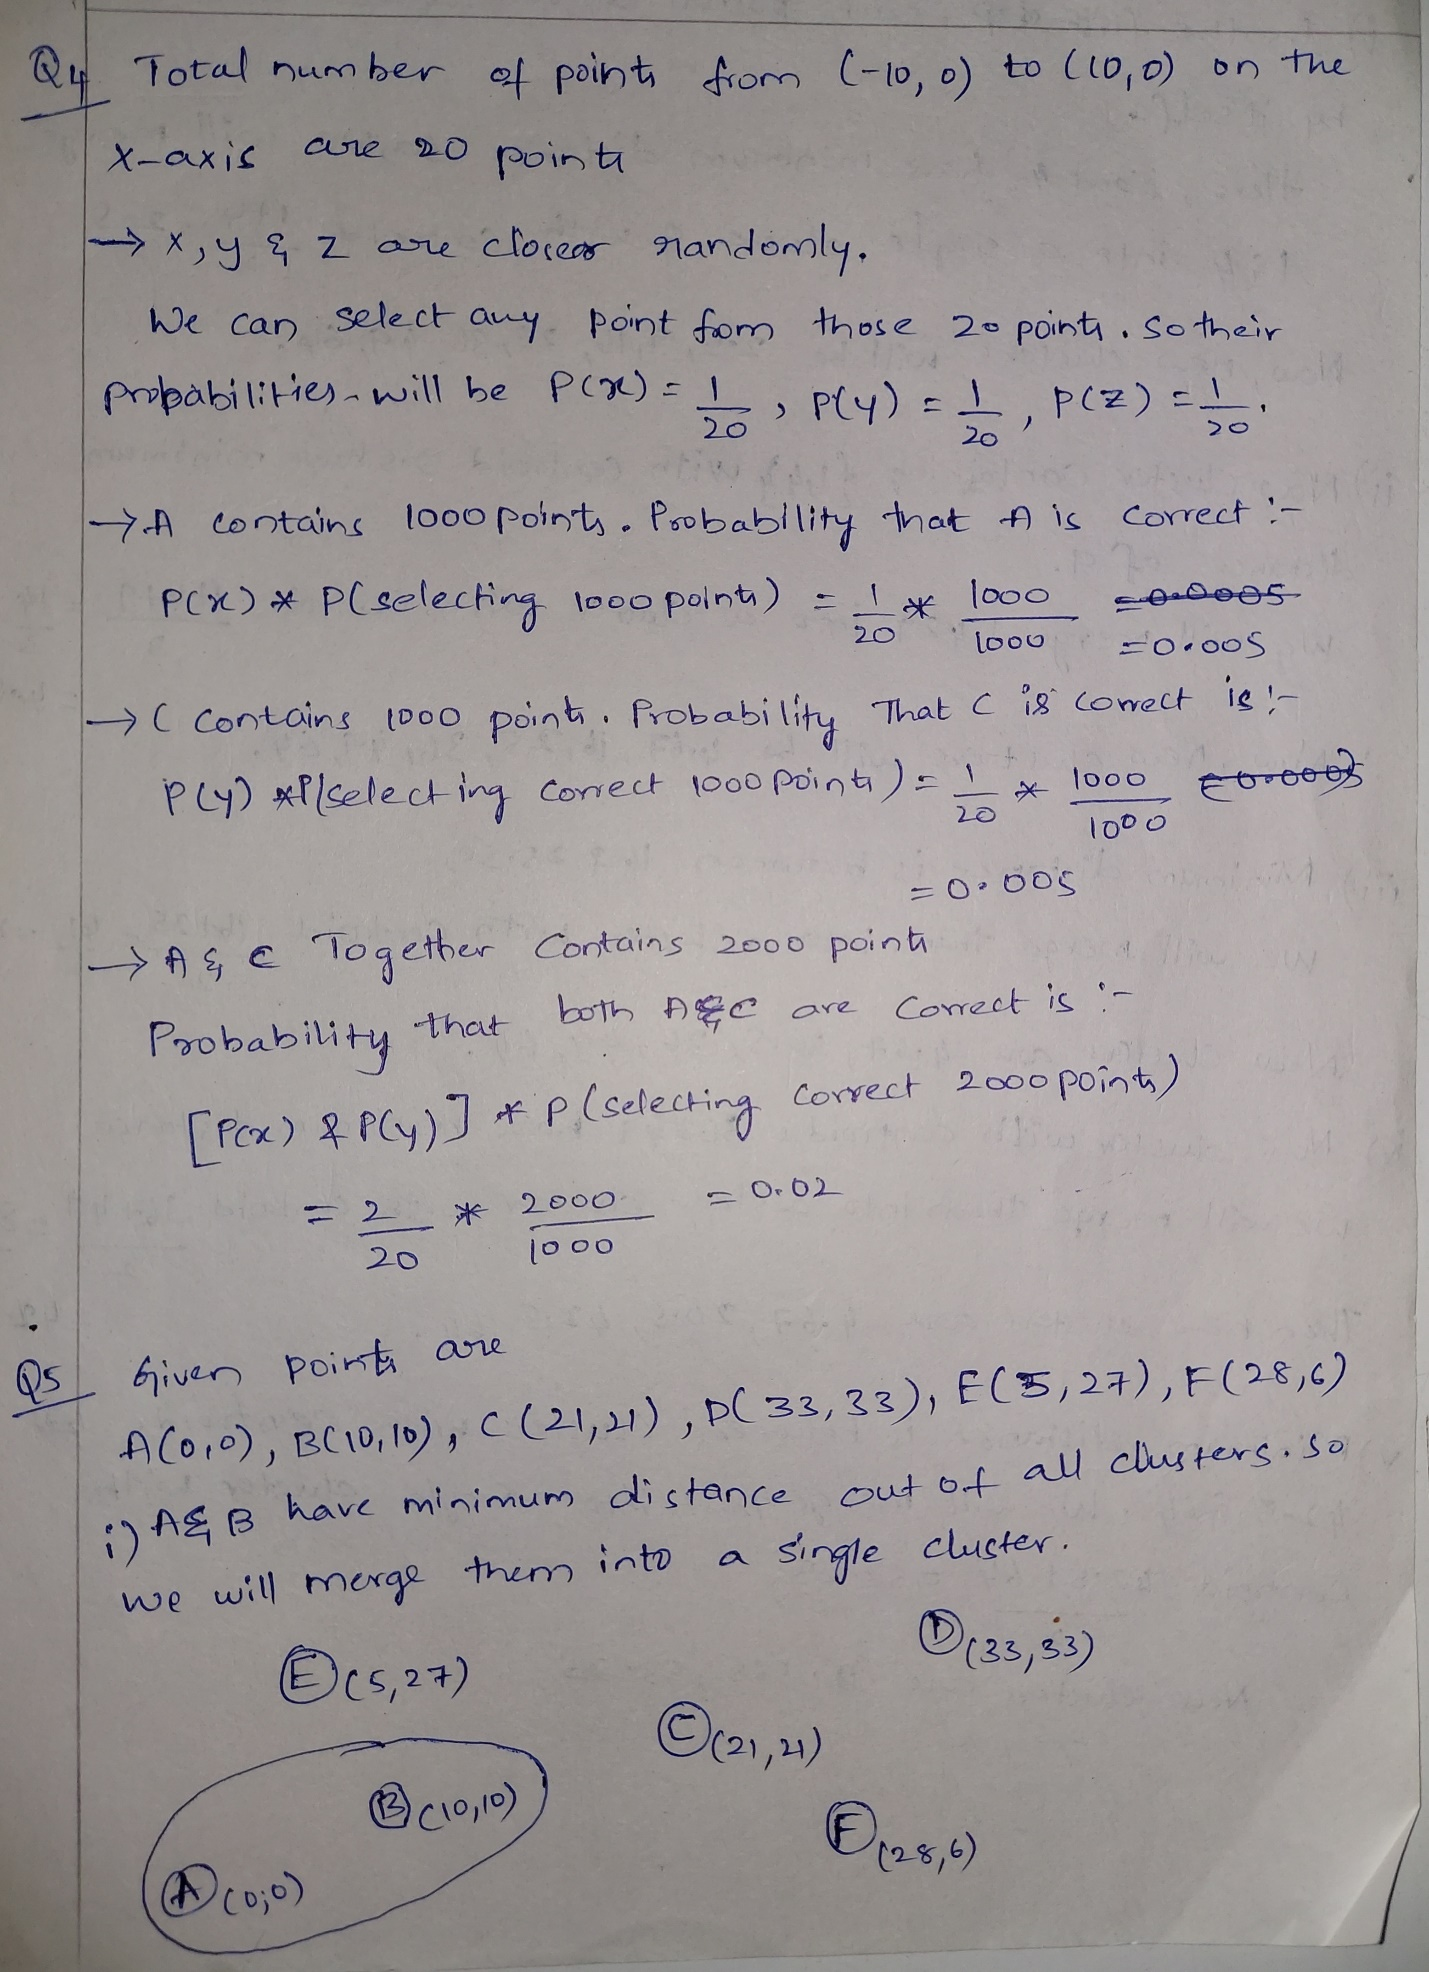 Q4 Total number of points from (-10,0) to (10,0) on the
X-axis are 20 points
→ x, y & z are closer randomly.
We can select any point from those 20 points. So their
probabilities will be P(x) = 1/20, P(y) = 1/20, P(z) = 1/20.
→ A contains 1000 points. Probability that A is correct :-
P(x) * P(selecting 1000 points) = 1/20 * 1000/1000 = 0.0005
= 0.005
→ C contains 1000 points. Probability That C is correct is :-
P(y) * P(selecting correct 1000 points) = 1/20 * 1000/1000 = 0.0005
= 0.005
→ A & C Together Contains 2000 points
Probability that both A & C are correct is :-
[P(x) & P(y)] * P(selecting correct 2000 points)
= 2/20 * 2000/1000 = 0.02
Q5 Given points are
A(0,0), B(10,10), C(21,21), D(33,33), E(5,27), F(28,6)
i) A & B have minimum distance out of all clusters. So
we will merge them into a single cluster.
D (33,33)
E (5,27)
C (21,21)
B (10,10)
F (28,6)
A (0,0)